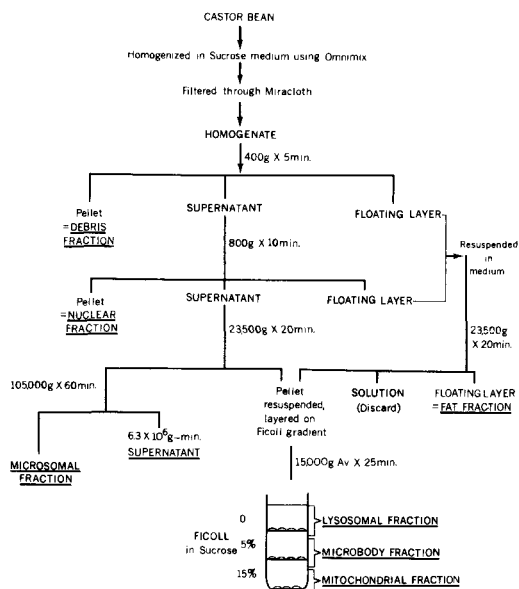 CASTOR BEAN
Homogenized in Sucrose medium using Omnimix
Filtered through Miracloth
HOMOGENATE
400g X 5min.
Pellet
=DEBRIS
FRACTION
SUPERNATANT
FLOATING LAYER
800g X 10min.
Resuspended
in
medium
Pellet
=NUCLEAR
FRACTION
SUPERNATANT
FLOATING LAYER
23,500g X 20min.
23,500g
X 20min.
105,000g X 60min.
Pellet
resuspended,
layered on
Ficoll gradient
SOLUTION
(Discard)
FLOATING LAYER
=FAT FRACTION
MICROSOMAL
FRACTION
6.3 X 10⁶g-min.
SUPERNATANT
15,000g Av X 25min.
FICOLL
in Sucrose
0
5%
15%
LYSOSOMAL FRACTION
MICROBODY FRACTION
MITOCHONDRIAL FRACTION